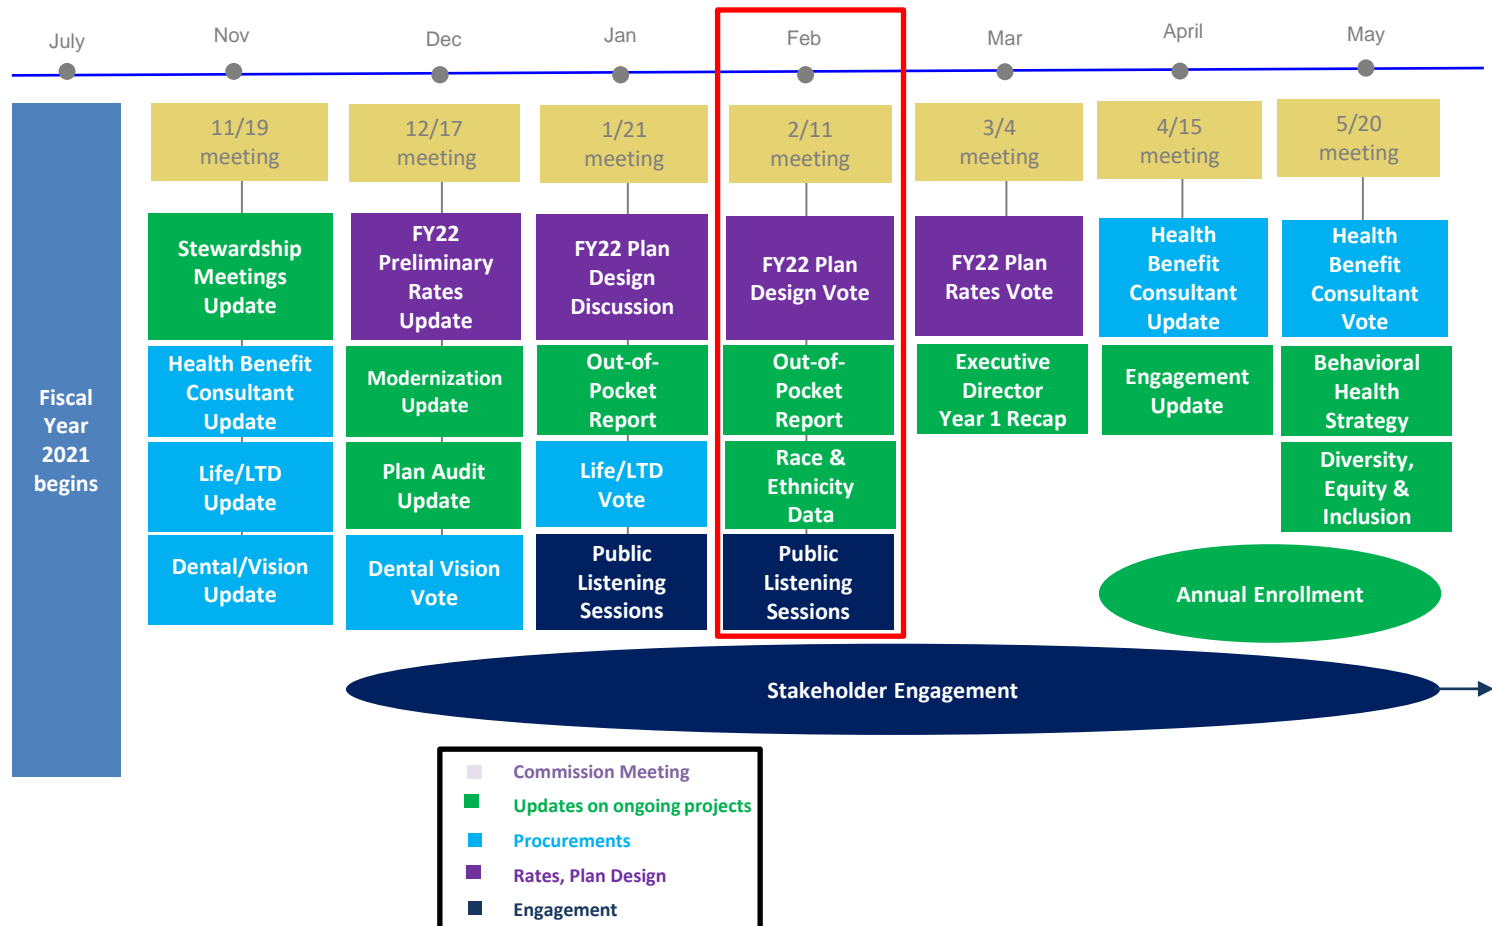 July
Nov
Dec
Jan
Feb
Mar
April
May
11/19
meeting
12/17
meeting
1/21
meeting
2/11
meeting
3/4
meeting
4/15
meeting
5/20
meeting
Fiscal
Year
2021
begins
Stewardship
Meetings
Update
Health Benefit
Consultant
Update
Life/LTD
Update
Dental/Vision
Update
FY22
Preliminary
Rates
Update
Modernization
Update
Plan Audit
Update
Dental Vision
Vote
FY22 Plan
Design
Discussion
Out-of-
Pocket
Report
Life/LTD
Vote
Public
Listening
Sessions
FY22 Plan
Design Vote
Out-of-
Pocket
Report
Race &
Ethnicity
Data
Public
Listening
Sessions
FY22 Plan
Rates Vote
Executive
Director
Year 1 Recap
Health
Benefit
Consultant
Update
Engagement
Update
Health
Benefit
Consultant
Vote
Behavioral
Health
Strategy
Diversity,
Equity &
Inclusion
Annual Enrollment
Stakeholder Engagement
Commission Meeting
Updates on ongoing projects
Procurements
Rates, Plan Design
Engagement